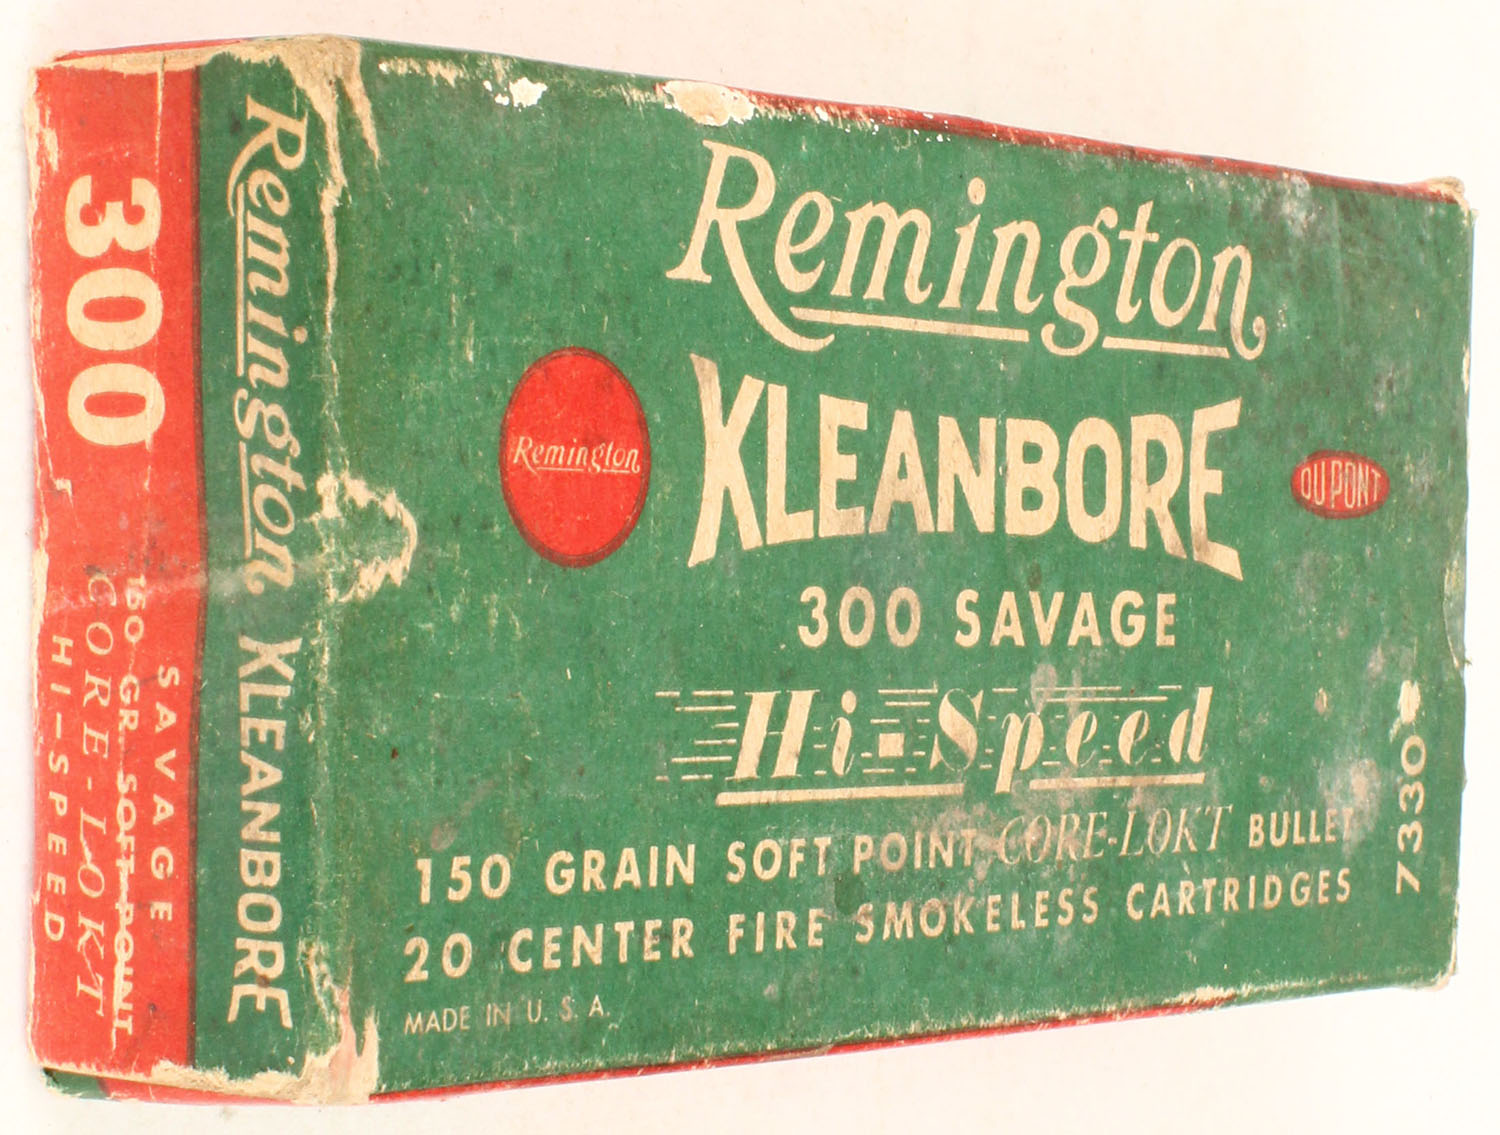 Remington
KLEANBORE
300 SAVAGE
Hi-Speed
150 GRAIN SOFT POINT CORE-LOKT BULLET
20 CENTER FIRE SMOKELESS CARTRIDGES
MADE IN U. S. A.
Remington
DU PONT
7330
Remington KLEANBORE
300
SAVAGE
150 GR. SOFT POINT
CORE-LOKT
HI-SPEED